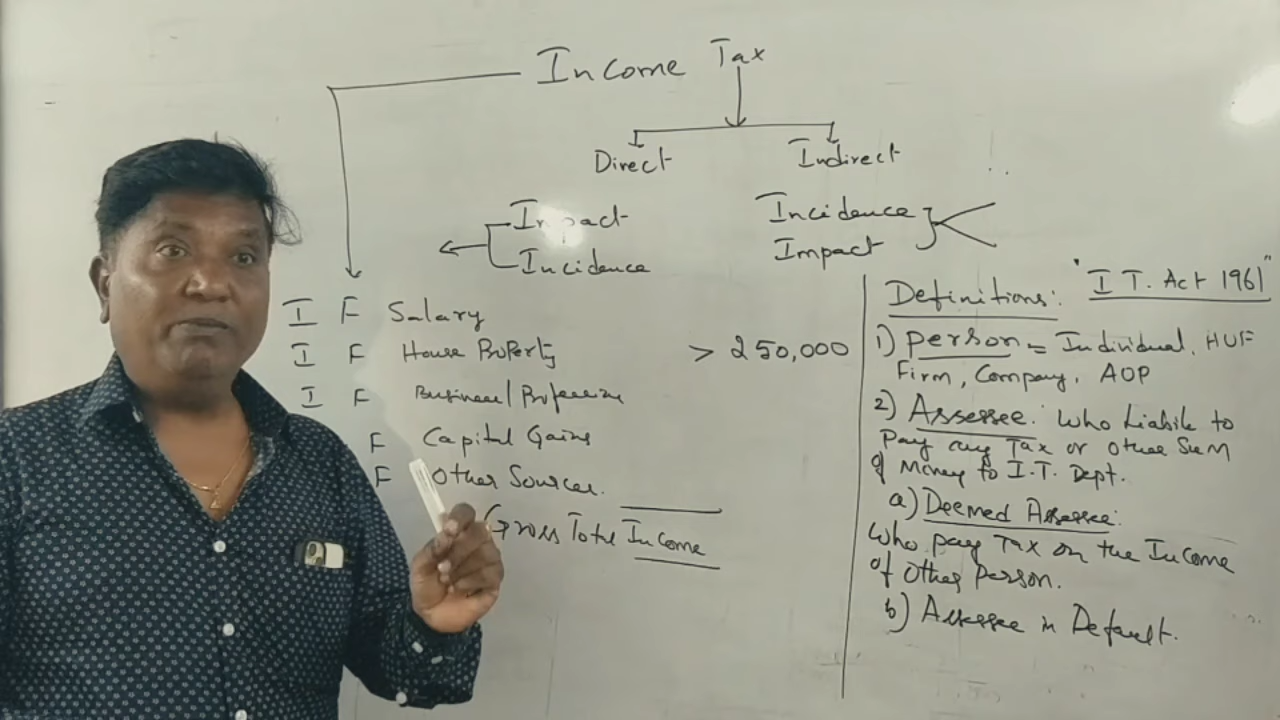 Income Tax
Direct
Indirect
Impact
Incidence
Incidence
Impact
I F Salary
I F House Property
I F Business/Profession
F Capital Gains
F Other Sources.
Gross Total Income
> 250,000
Definitions: "I T. Act 1961"
1) Person = Individual, HUF
Firm, Company, AOP
2) Assessee: Who Liable to
Pay any Tax or Other Sum
of Money to I.T. Dept.
a) Deemed Assessee:
Who pay Tax on the Income
of Other Person.
b) Assessee in Default.